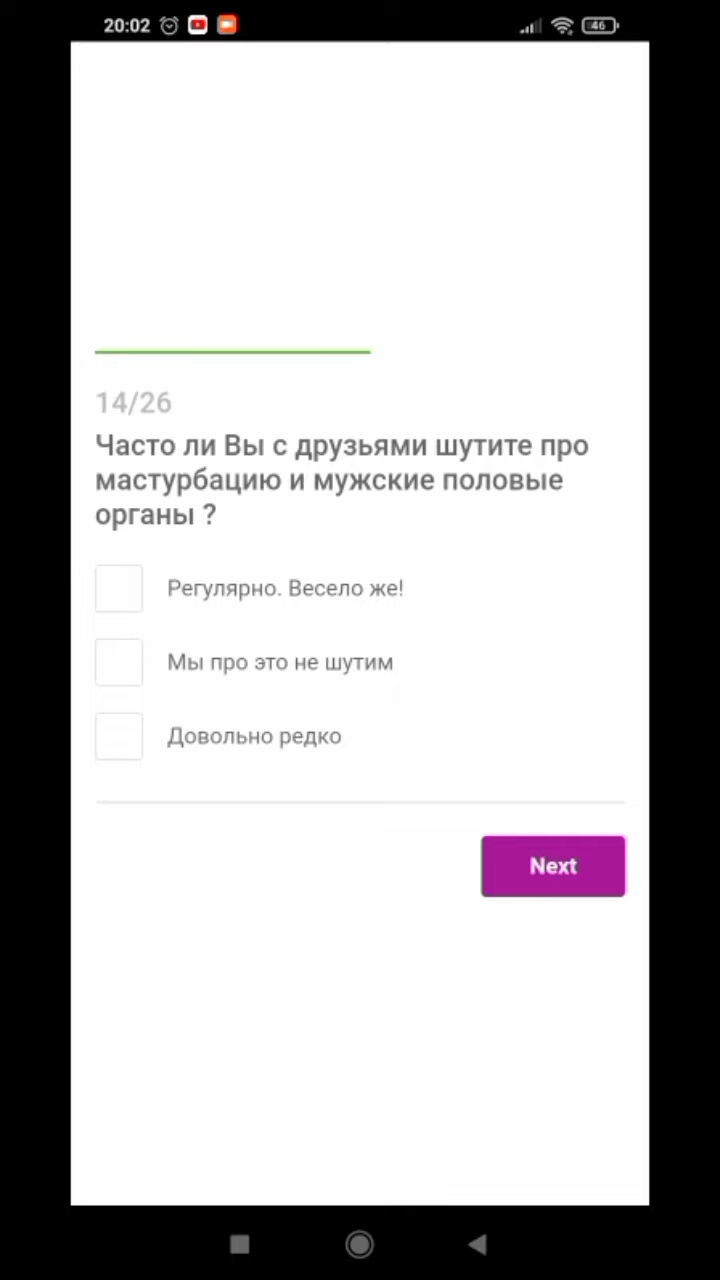 20:02
46
14/26
Часто ли Вы с друзьями шутите про
мастурбацию и мужские половые
органы ?
Регулярно. Весело же!
Мы про это не шутим
Довольно редко
Next